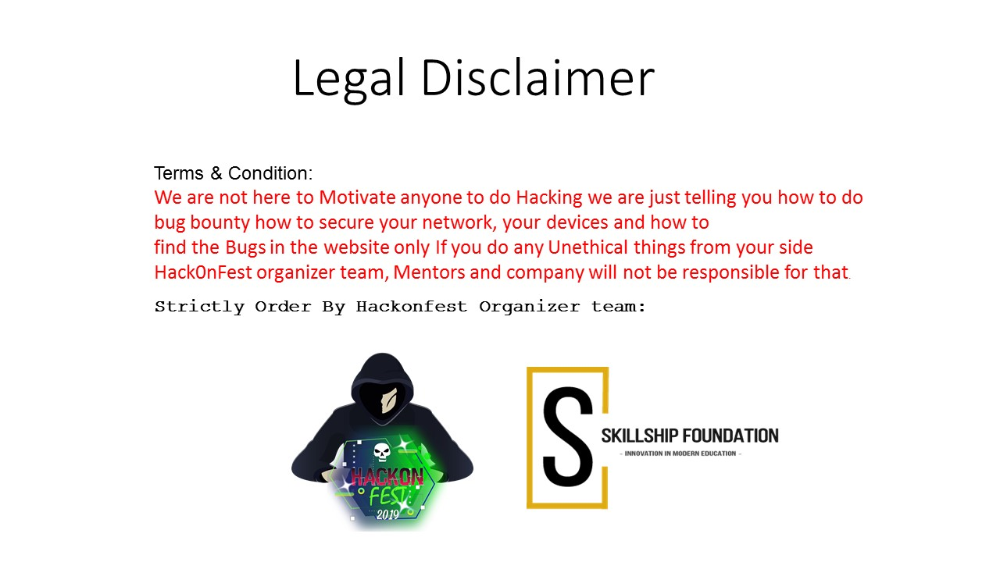 Legal Disclaimer
Terms & Condition:
We are not here to Motivate anyone to do Hacking we are just telling you how to do
bug bounty how to secure your network, your devices and how to
find the Bugs in the website only If you do any Unethical things from your side
Hack0nFest organizer team, Mentors and company will not be responsible for that.
Strictly Order By Hackonfest Organizer team:
HACKON
FEST
2019
S
SKILLSHIP FOUNDATION
- INNOVATION IN MODERN EDUCATION -